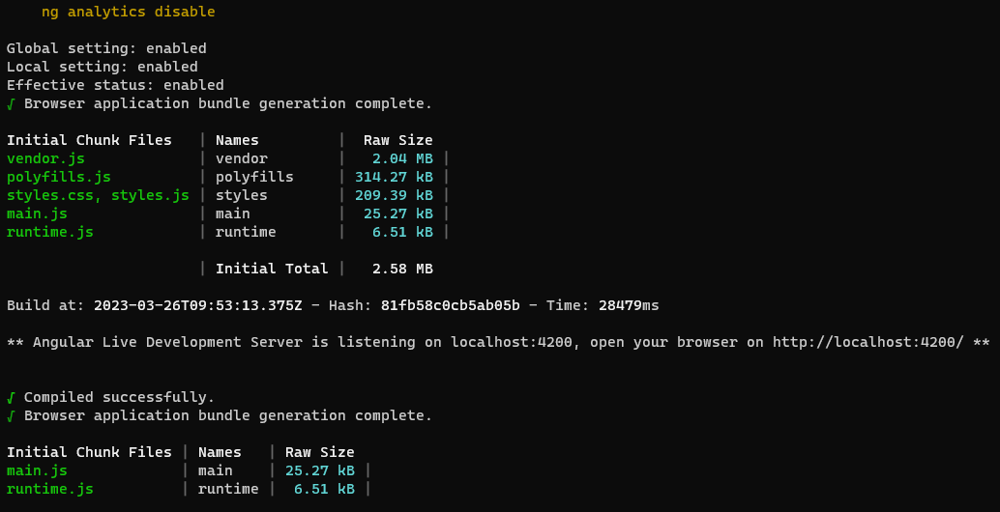 ng analytics disable
Global setting: enabled
Local setting: enabled
Effective status: enabled
√ Browser application bundle generation complete.
Initial Chunk Files | Names | Raw Size
vendor.js | vendor | 2.04 MB |
polyfills.js | polyfills | 314.27 kB |
styles.css, styles.js | styles | 209.39 kB |
main.js | main | 25.27 kB |
runtime.js | runtime | 6.51 kB |
| Initial Total | 2.58 MB
Build at: 2023-03-26T09:53:13.375Z - Hash: 81fb58c0cb5ab05b - Time: 28479ms
** Angular Live Development Server is listening on localhost:4200, open your browser on http://localhost:4200/ **
√ Compiled successfully.
√ Browser application bundle generation complete.
Initial Chunk Files | Names | Raw Size
main.js | main | 25.27 kB |
runtime.js | runtime | 6.51 kB |